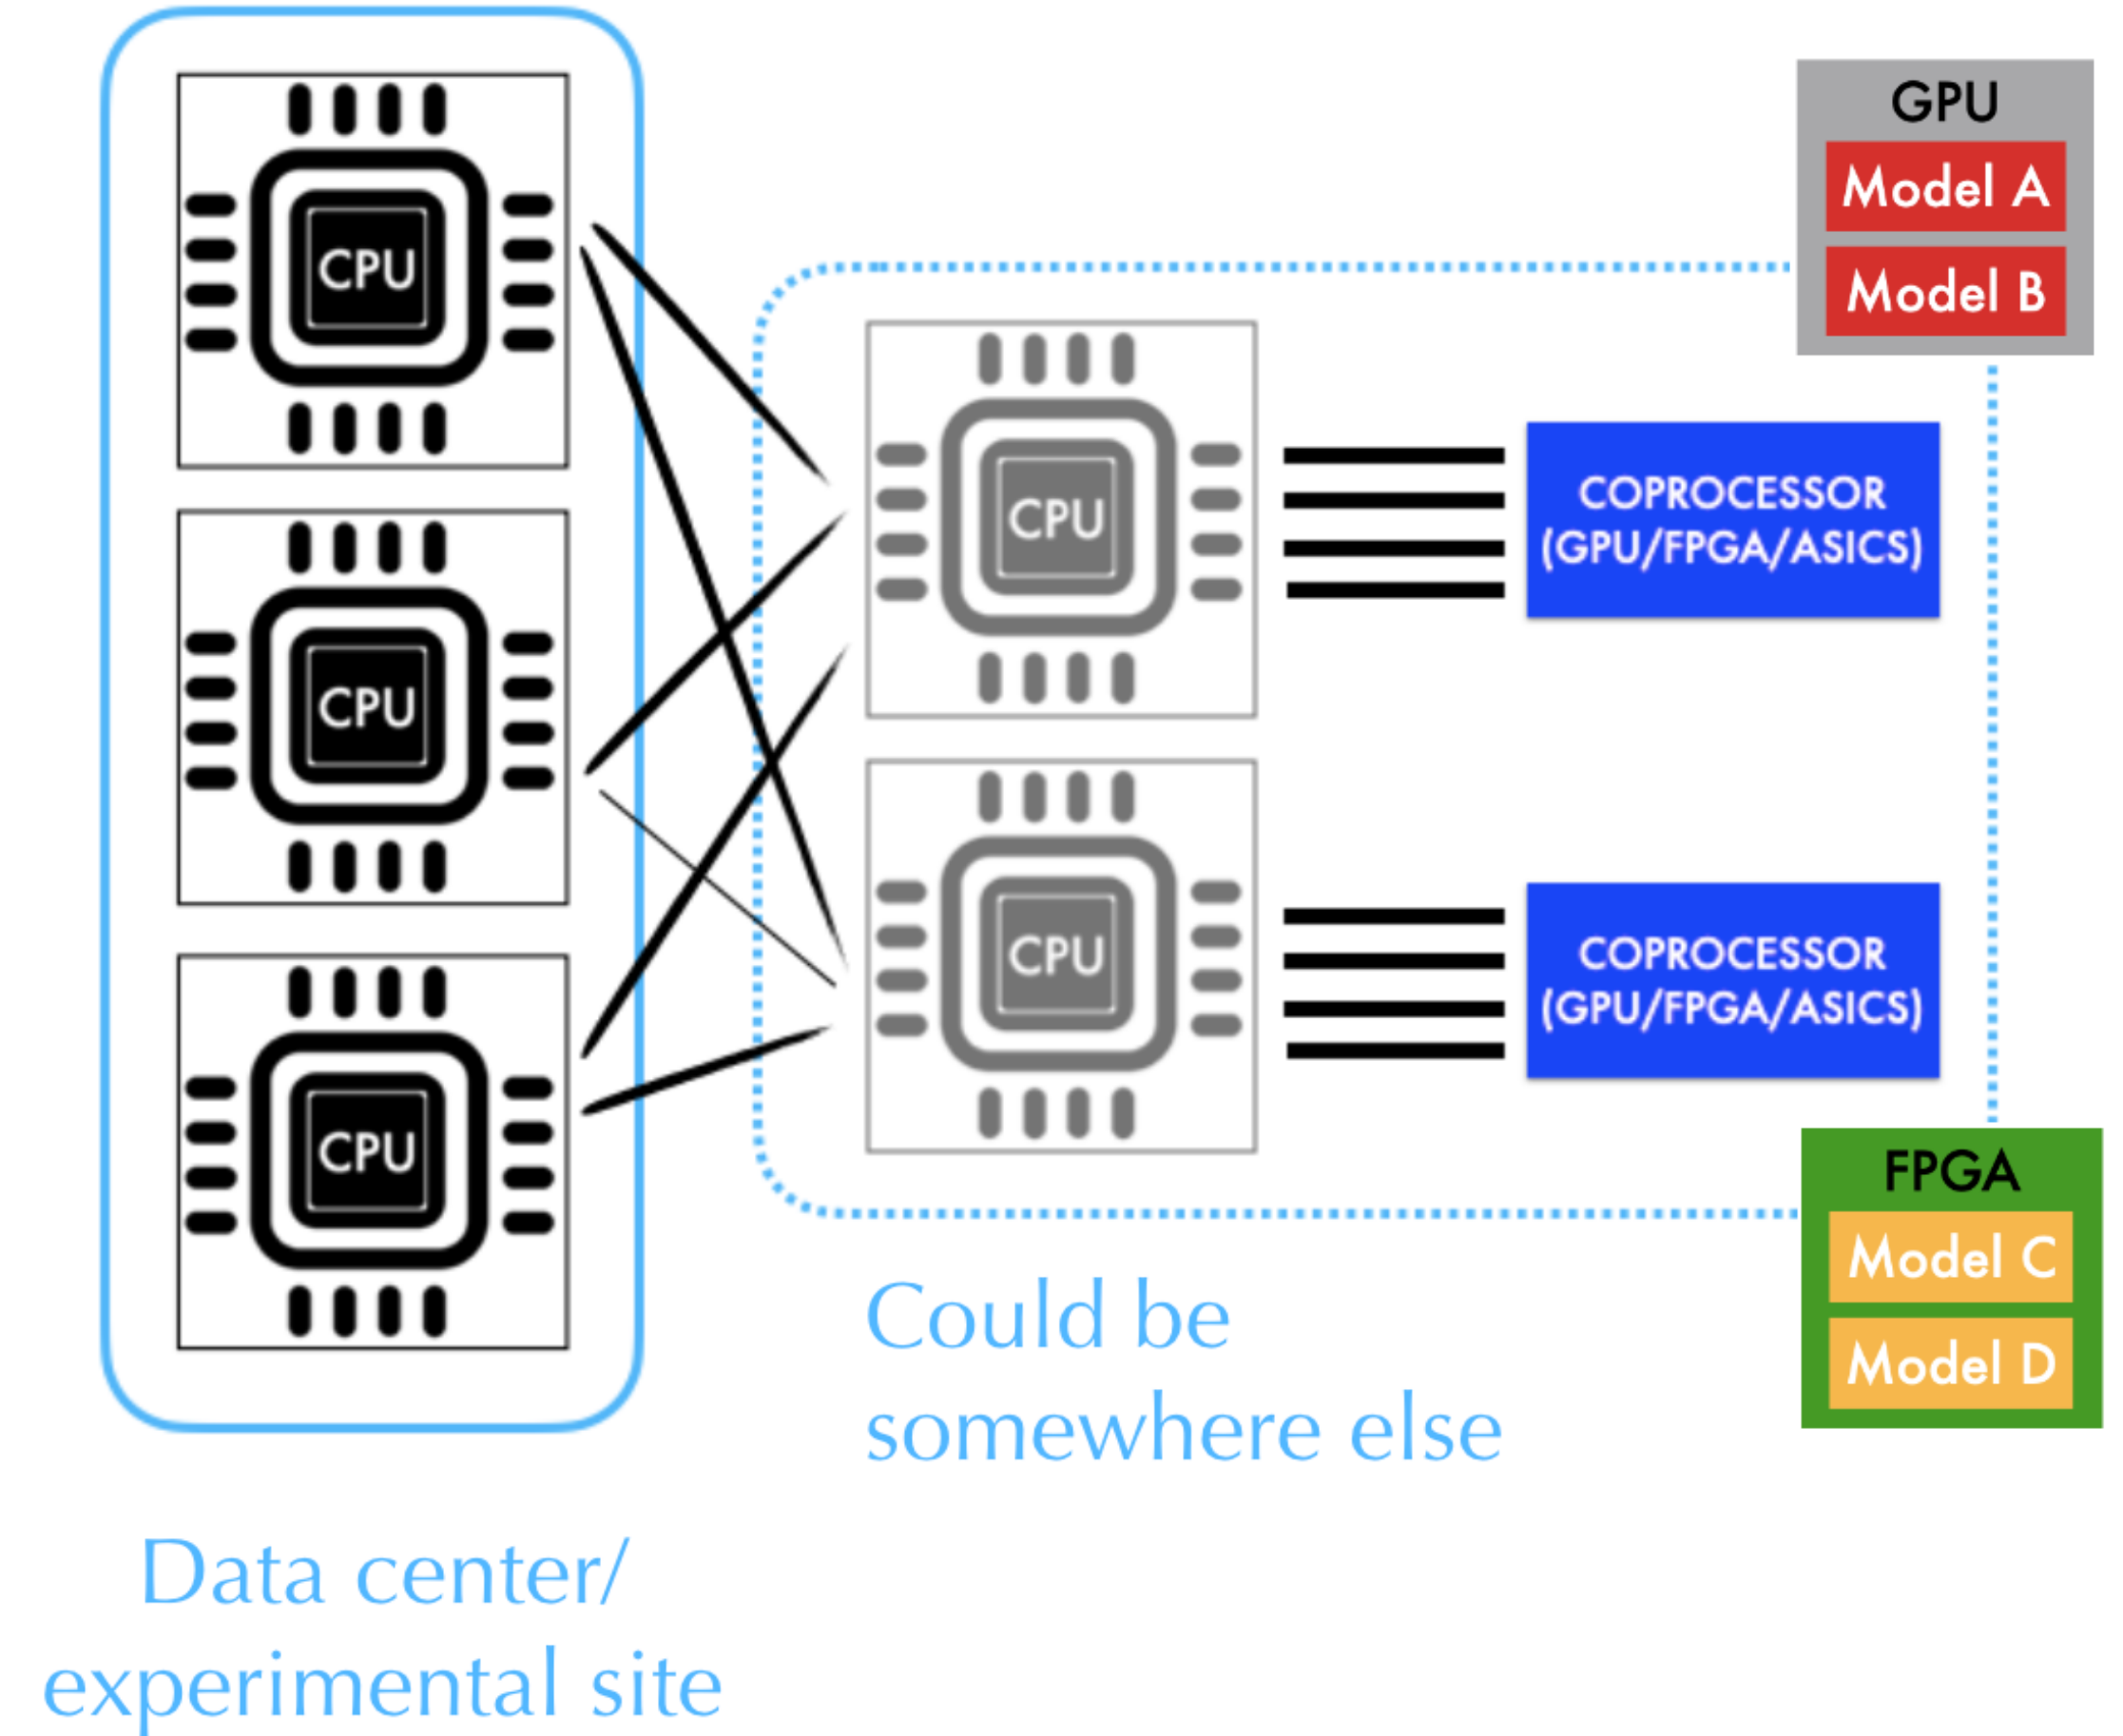 CPU
CPU
CPU
Data center/
experimental site
CPU
CPU
Could be
somewhere else
COPROCESSOR
(GPU/FPGA/ASICS)
COPROCESSOR
(GPU/FPGA/ASICS)
GPU
Model A
Model B
FPGA
Model C
Model D